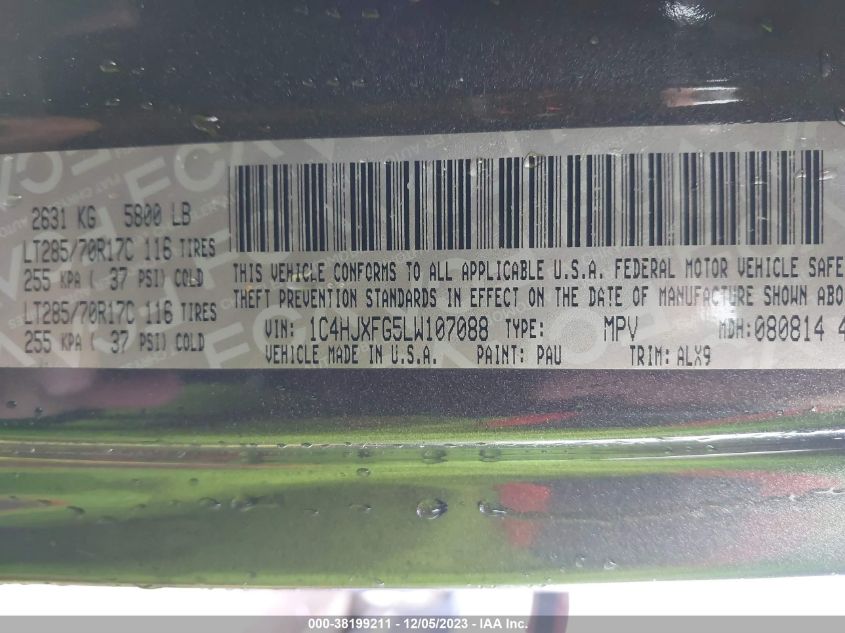 2631 KG 5800 LB
LT285/70R17C 116 TIRES
255 KPA ( 37 PSI) COLD
LT285/70R17C 116 TIRES
255 KPA ( 37 PSI) COLD
THIS VEHICLE CONFORMS TO ALL APPLICABLE U.S.A. FEDERAL MOTOR VEHICLE SAFE
THEFT PREVENTION STANDARDS IN EFFECT ON THE DATE OF MANUFACTURE SHOWN ABO
VIN: 1C4HJXFG5LW107088 TYPE: MPV MDH: 080814 4
VEHICLE MADE IN U.S.A. PAINT: PAU TRIM: ALX9
000-38199211 - 12/05/2023 - IAA Inc.